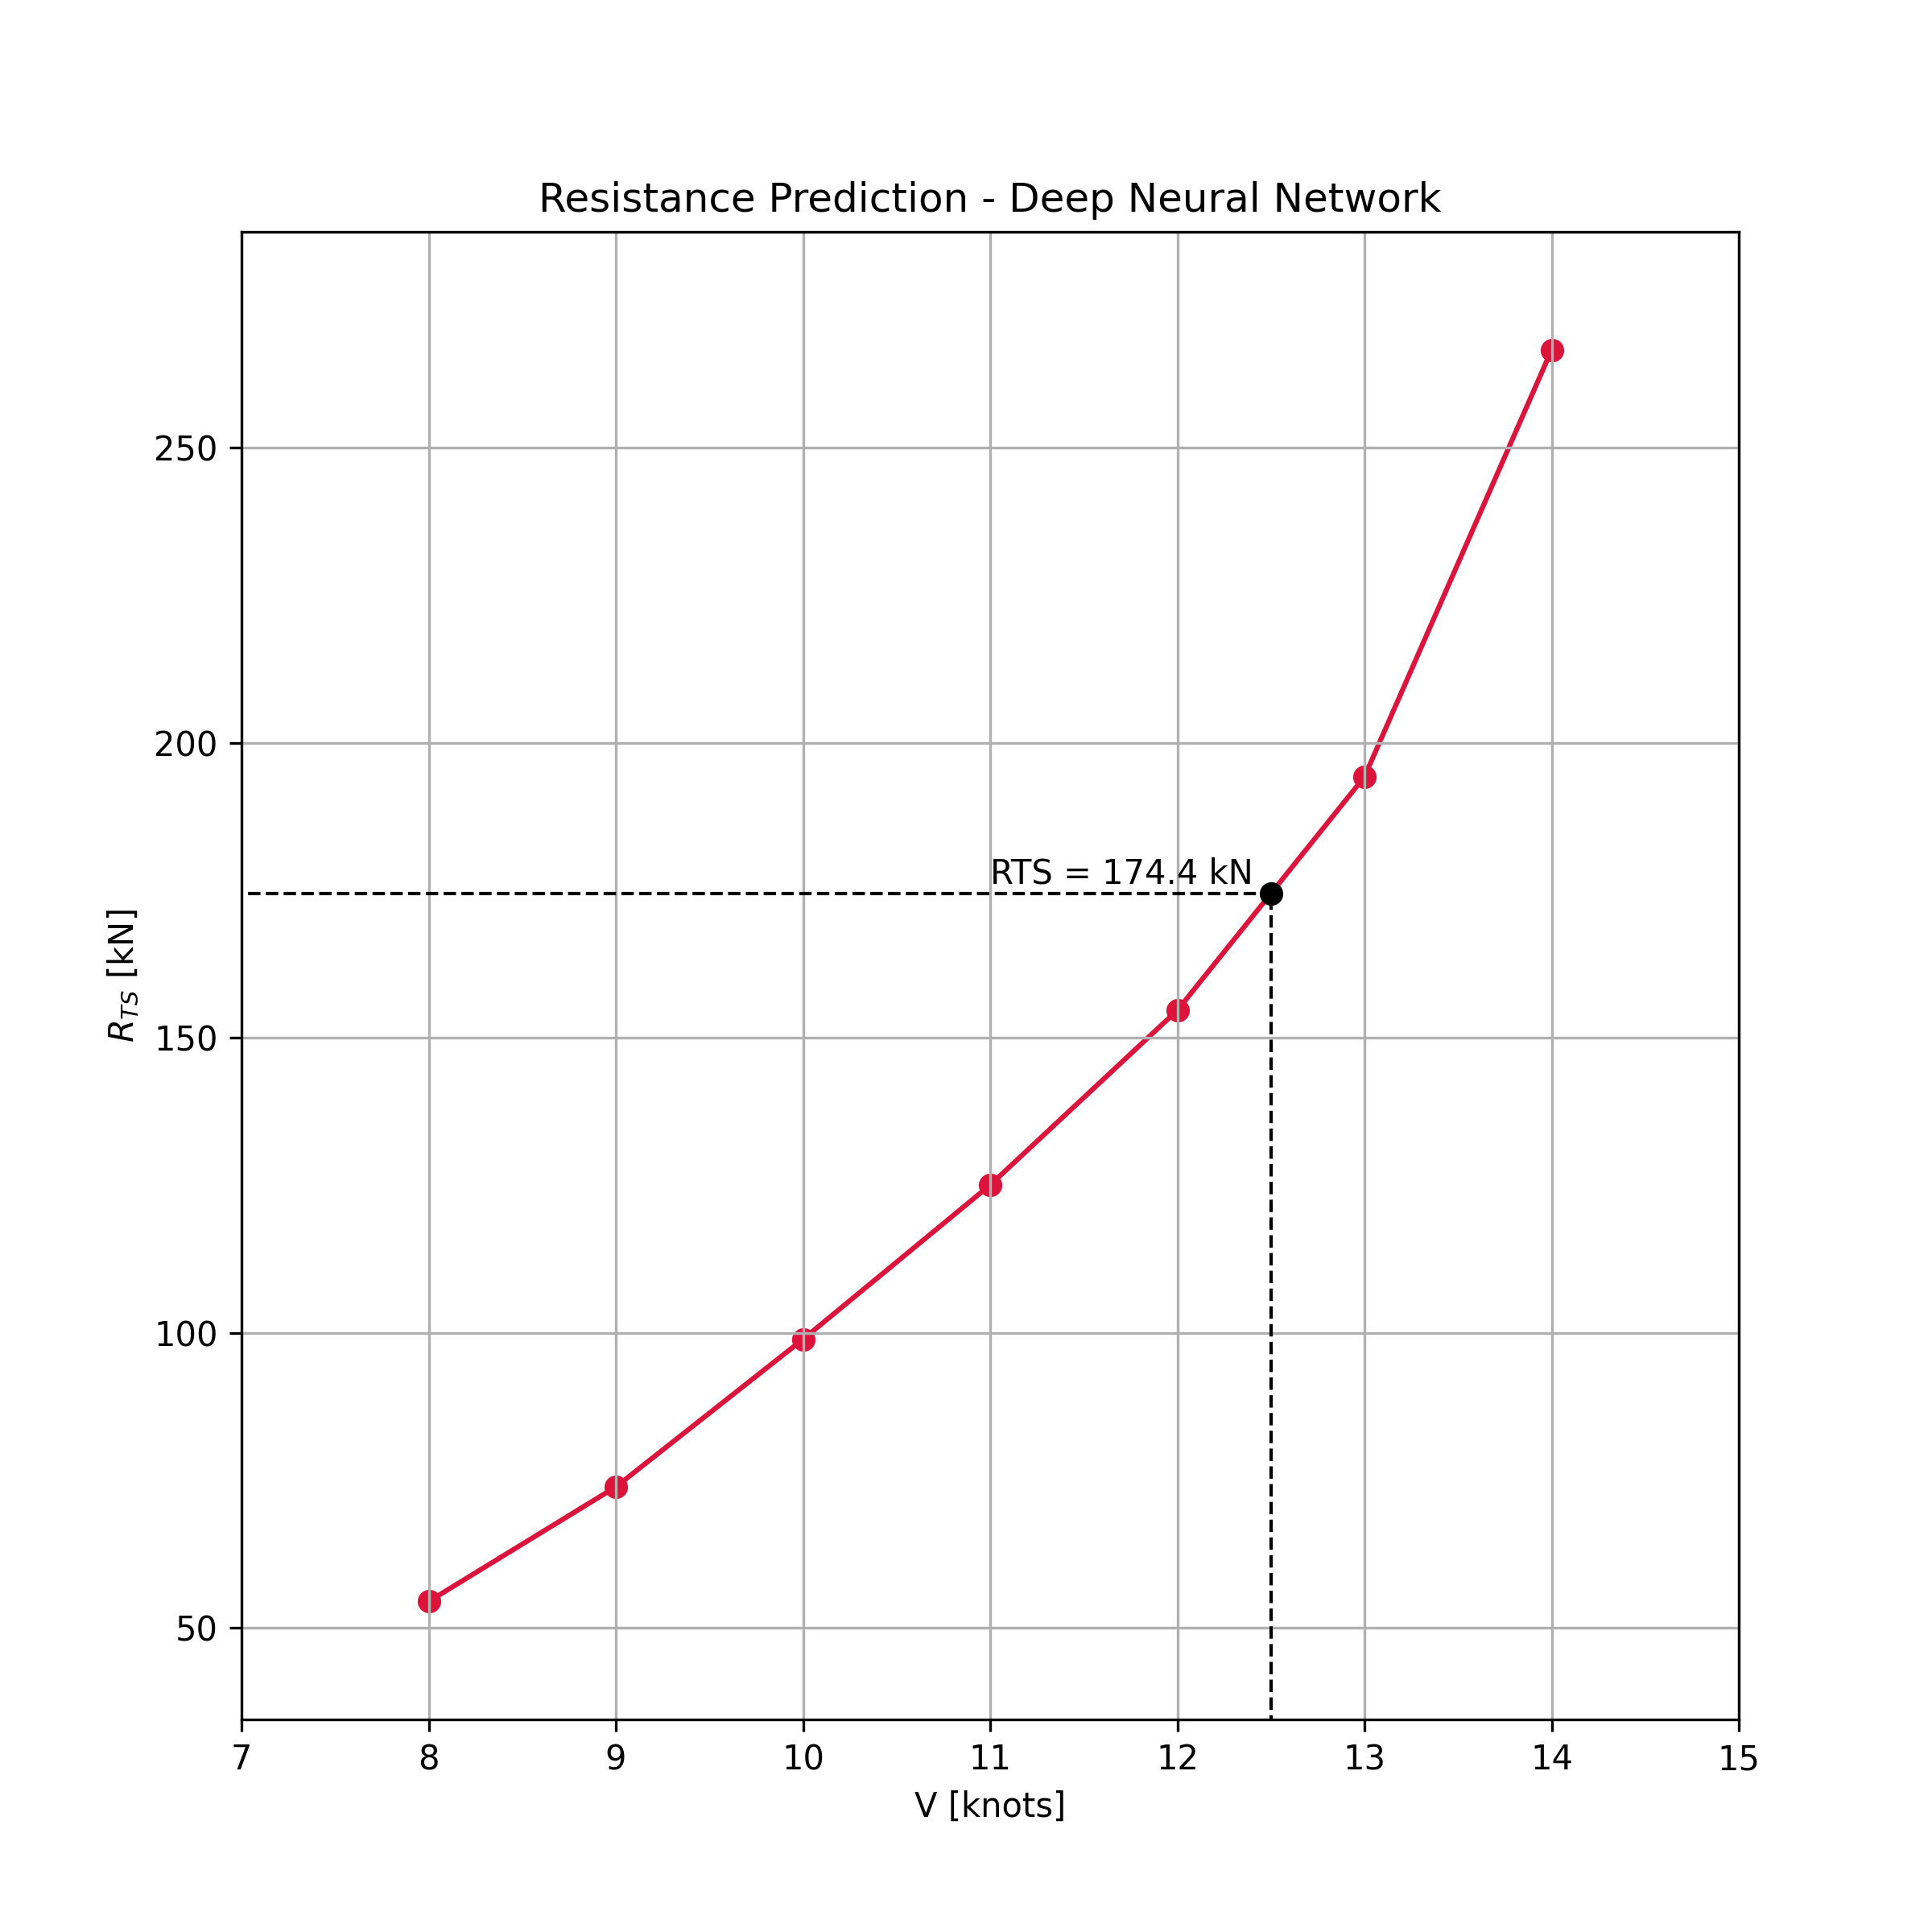 Resistance Prediction - Deep Neural Network
250
200
150
100
50
R_TS [kN]
RTS = 174.4 kN
7 8 9 10 11 12 13 14 15
V [knots]